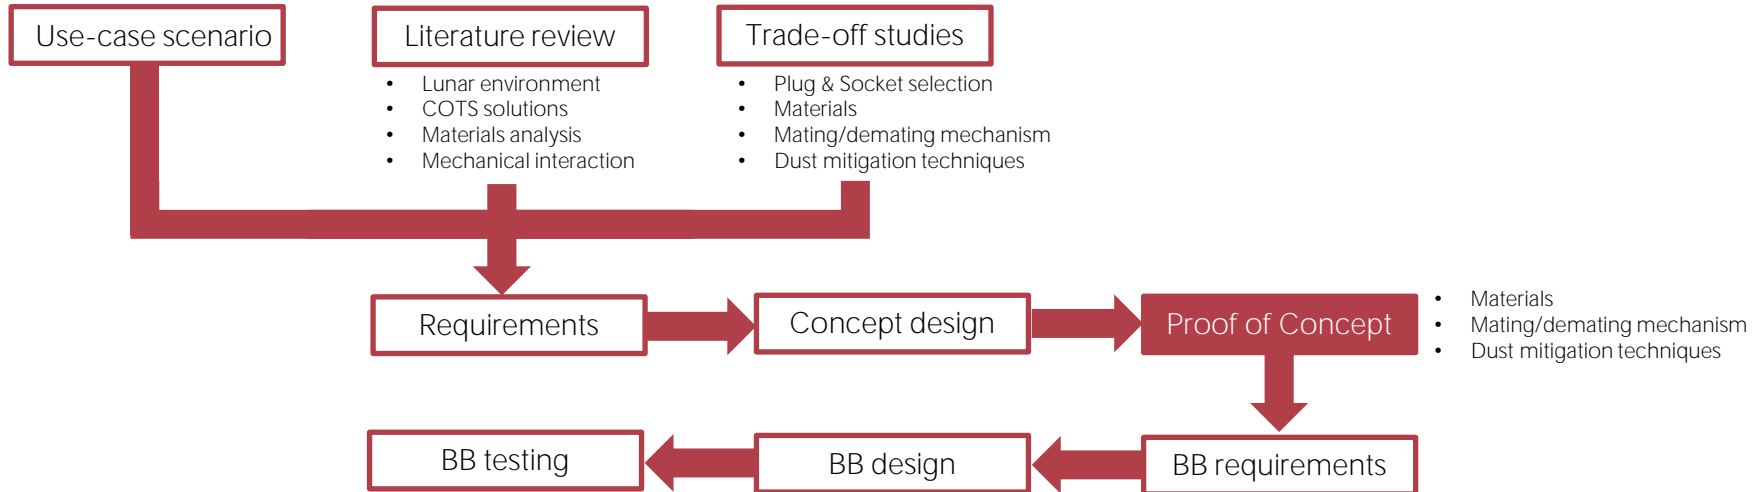 Use-case scenario
Literature review
• Lunar environment
• COTS solutions
• Materials analysis
• Mechanical interaction
Trade-off studies
• Plug & Socket selection
• Materials
• Mating/demating mechanism
• Dust mitigation techniques
Requirements
Concept design
Proof of Concept
• Materials
• Mating/demating mechanism
• Dust mitigation techniques
BB requirements
BB design
BB testing